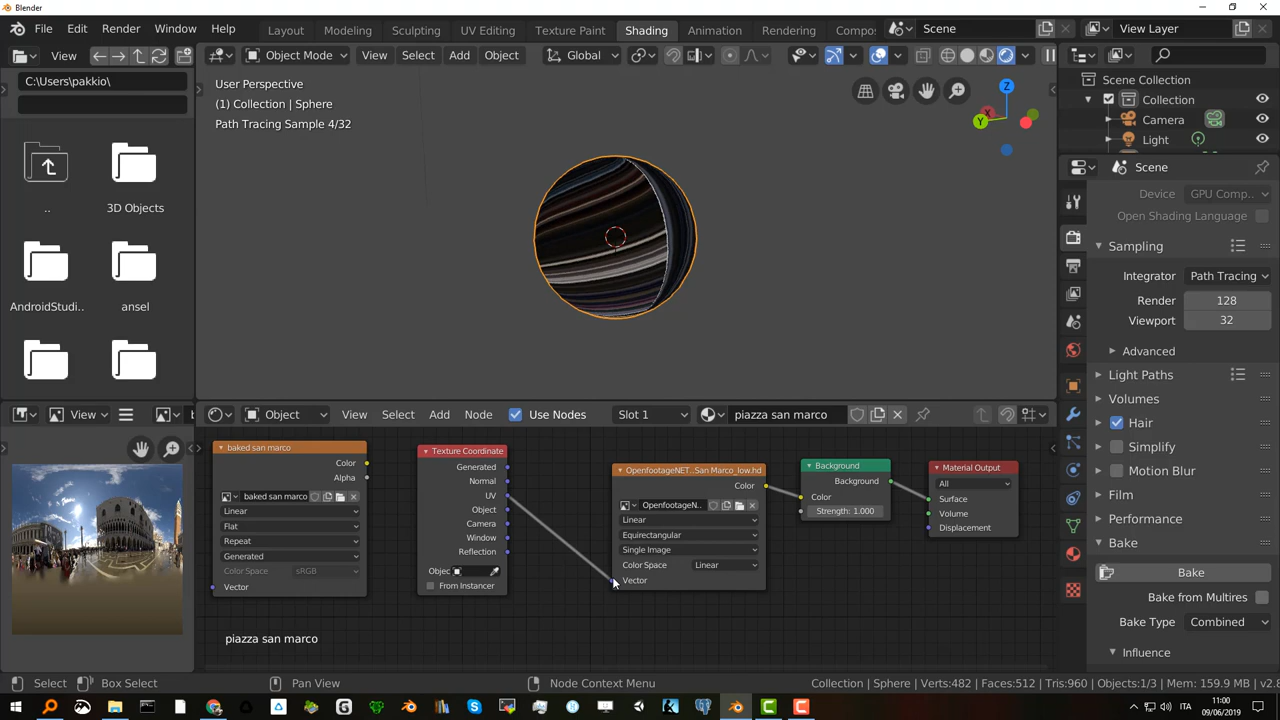 Blender
File Edit Render Window Help Layout Modeling Sculpting UV Editing Texture Paint Shading Animation Rendering Compos Scene View Layer
View Object Mode View Select Add Object Global
C:\Users\pakkio\
..
3D Objects
AndroidStudi..
ansel
User Perspective
(1) Collection | Sphere
Path Tracing Sample 4/32
Z
X
Y
Scene Collection
Collection
Camera
Light
Scene
Device GPU Comp...
Open Shading Language
Sampling
Integrator Path Tracing
Render 128
Viewport 32
Advanced
Light Paths
Volumes
Hair
Simplify
Motion Blur
Film
Performance
Bake
Bake
Bake from Multires
Bake Type Combined
Influence
View
Object View Select Add Node Use Nodes Slot 1 piazza san marco
baked san marco
Color
Alpha
baked san marco
Linear
Flat
Repeat
Generated
Color Space sRGB
Vector
Texture Coordinate
Generated
Normal
UV
Object
Camera
Window
Reflection
Objec
From Instancer
OpenfootageNET..San Marco_low.hd
Color
OpenfootageN..
Linear
Equirectangular
Single Image
Color Space Linear
Vector
Background
Background
Color
Strength: 1.000
Material Output
All
Surface
Volume
Displacement
piazza san marco
Select Box Select Pan View Node Context Menu Collection | Sphere | Verts:482 | Faces:512 | Tris:960 | Objects:1/3 | Mem: 159.9 MB | v2.8
ITA
11:00
09/06/2019